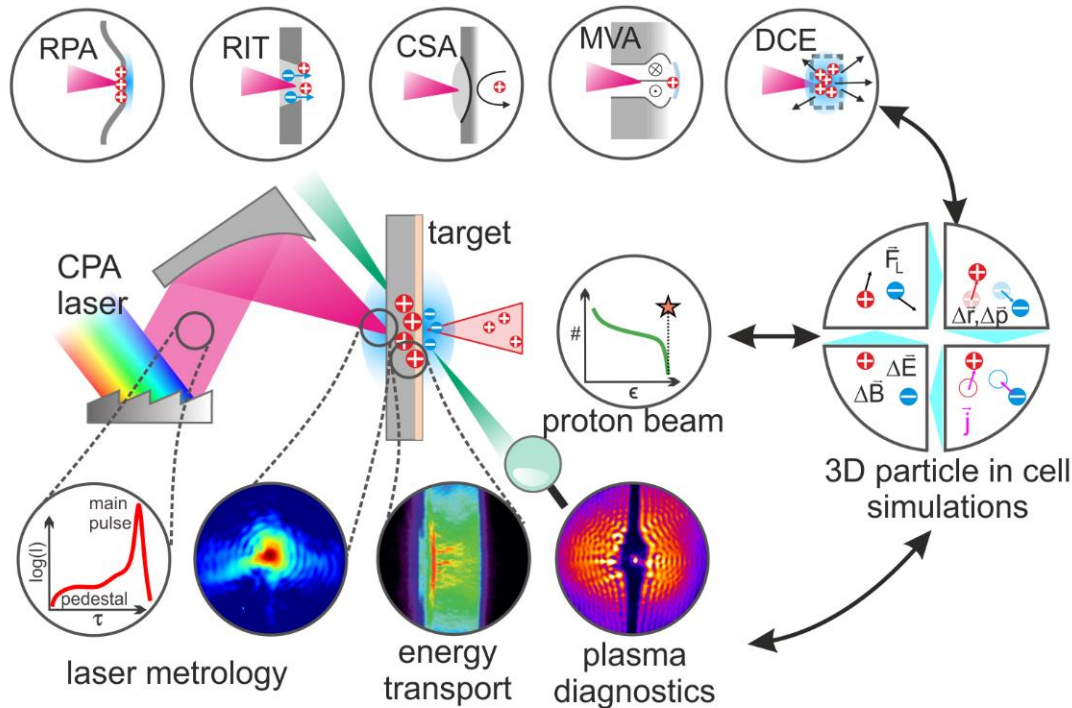 RPA
RIT
CSA
MVA
DCE
CPA
laser
target
#
ϵ
proton beam
F⃗L
Δr⃗,Δp⃗
ΔE⃗
ΔB⃗
j⃗
3D particle in cell
simulations
main
pulse
log(I)
pedestal
τ
laser metrology
energy
transport
plasma
diagnostics